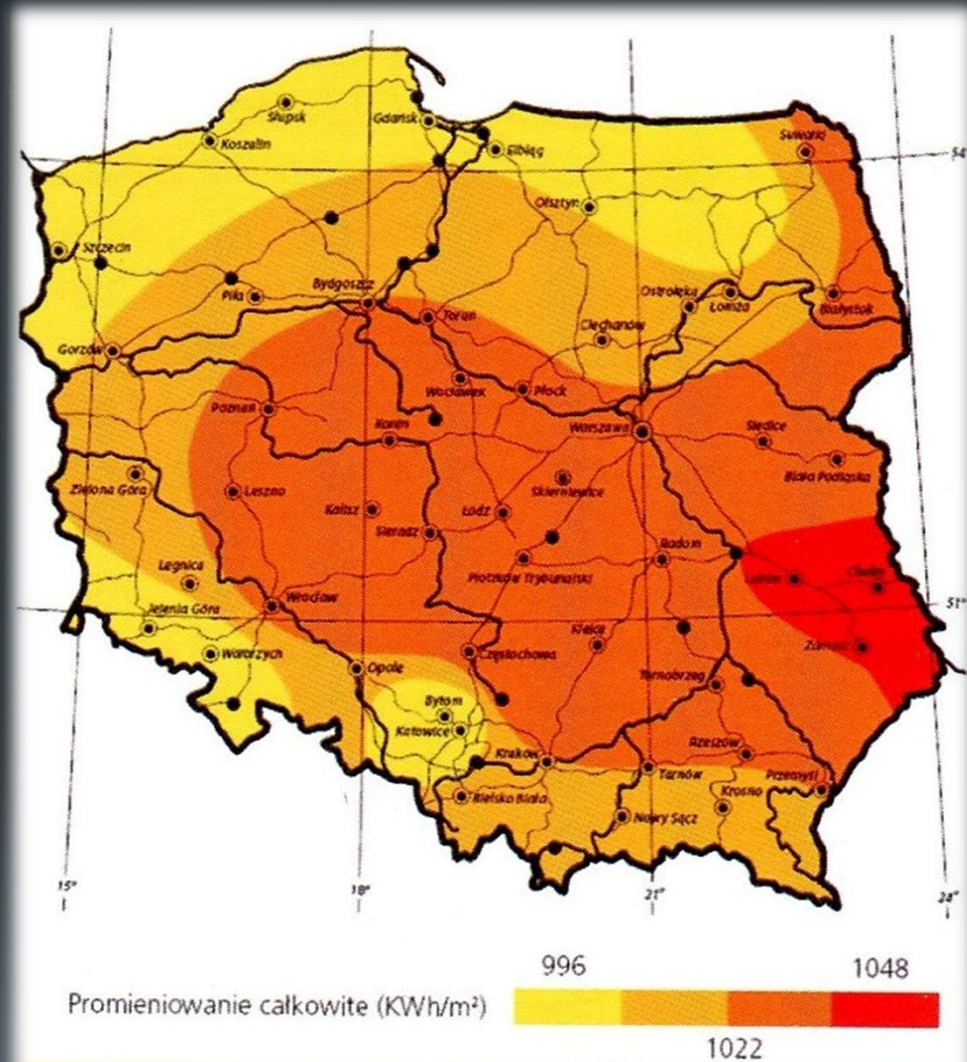 Słupsk
Gdańsk
Koszalin
Elbląg
Suwałki
54°
Olsztyn
Szczecin
Piła
Bydgoszcz
Ostrołęka
Łomża
Białystok
Toruń
Ciechanów
Gorzów
Włocławek
Płock
Poznań
Konin
Warszawa
Siedlce
Biała Podlaska
Zielona Góra
Leszno
Skierniewice
Kalisz
Łódź
Sieradz
Radom
Piotrków Trybunalski
Lublin
Chełm
Legnica
Wrocław
51°
Jelenia Góra
Kielce
Zamość
Wałbrzych
Opole
Częstochowa
Tarnobrzeg
Bytom
Katowice
Kraków
Rzeszów
Tarnów
Przemyśl
Bielsko Biała
Krosno
Nowy Sącz
15°
18°
21°
24°
996
1048
Promieniowanie całkowite (KWh/m²)
1022